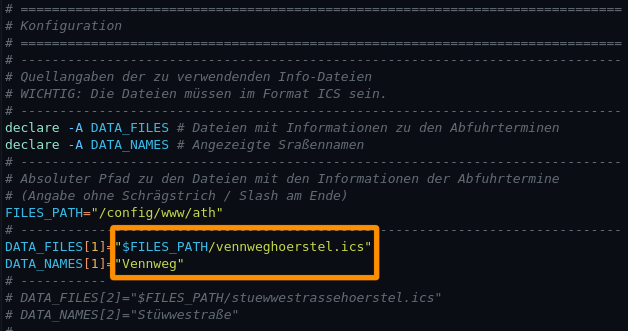 # =============================================================================
# Konfiguration
# =============================================================================
# -----------------------------------------------------------------------------
# Quellangaben der zu verwendenden Info-Dateien
# WICHTIG: Die Dateien müssen im Format ICS sein.
# -----------------------------------------------------------------------------
declare -A DATA_FILES # Dateien mit Informationen zu den Abfuhrterminen
declare -A DATA_NAMES # Angezeigte Sraßennamen
# -----------------------------------------------------------------------------
# Absoluter Pfad zu den Dateien mit den Informationen der Abfuhrtermine
# (Angabe ohne Schrägstrich / Slash am Ende)
FILES_PATH="/config/www/ath"
# -----------------------------------------------------------------------------
DATA_FILES[1]="$FILES_PATH/vennweghoerstel.ics"
DATA_NAMES[1]="Vennweg"
# -----------
# DATA_FILES[2]="$FILES_PATH/stuewwestrassehoerstel.ics"
# DATA_NAMES[2]="Stüwwestraße"
#